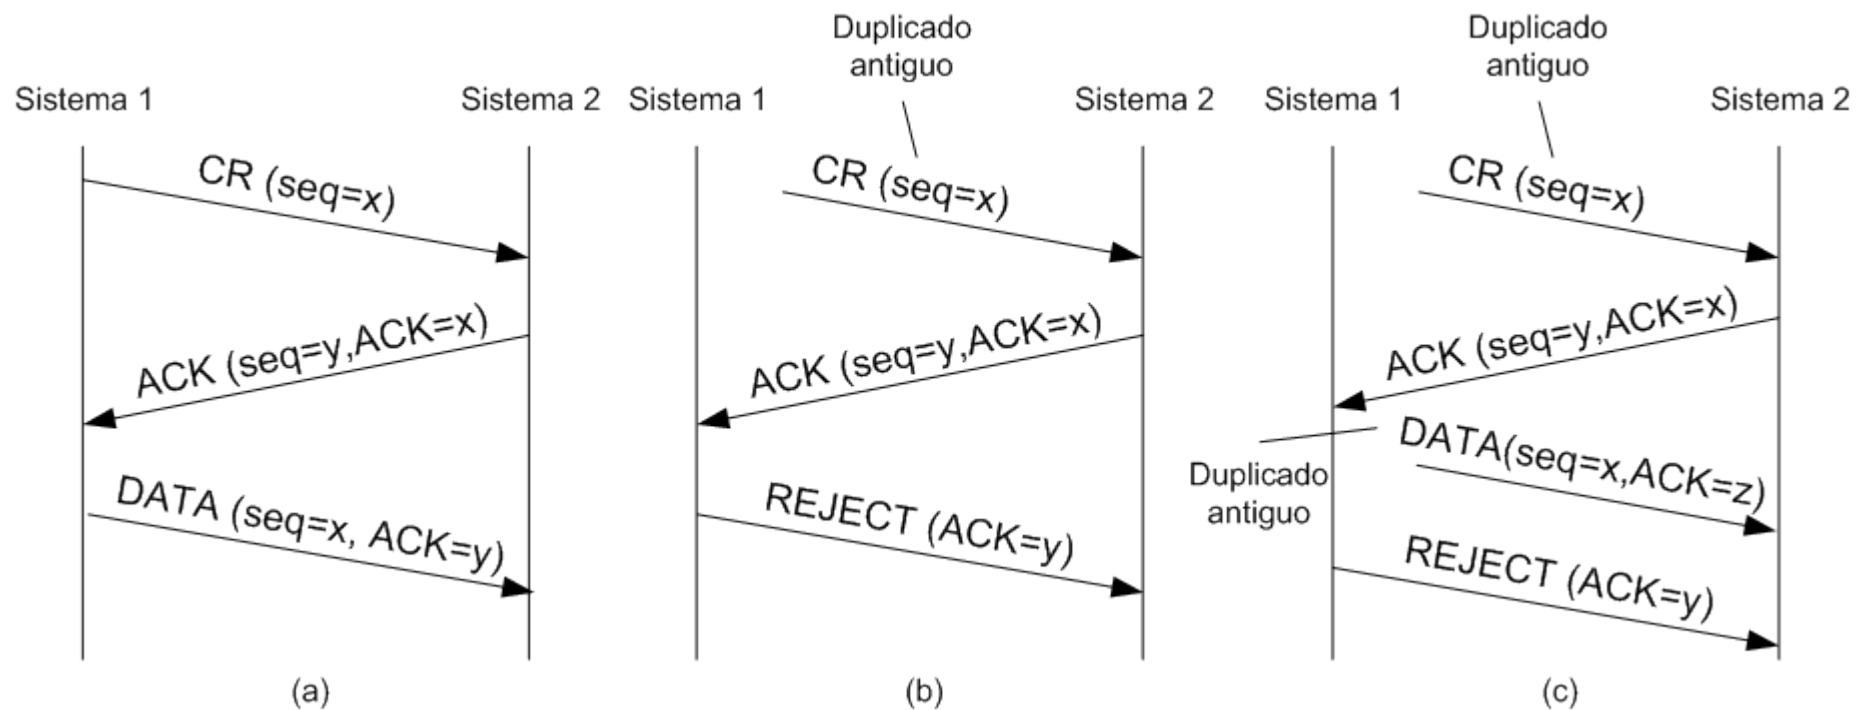 Sistema 1
Sistema 2
CR (seq=x)
ACK (seq=y,ACK=x)
DATA (seq=x, ACK=y)
(a)
Duplicado
antiguo
Sistema 1
Sistema 2
CR (seq=x)
ACK (seq=y,ACK=x)
REJECT (ACK=y)
(b)
Duplicado
antiguo
Sistema 1
Sistema 2
CR (seq=x)
ACK (seq=y,ACK=x)
DATA(seq=x,ACK=z)
Duplicado
antiguo
REJECT (ACK=y)
(c)